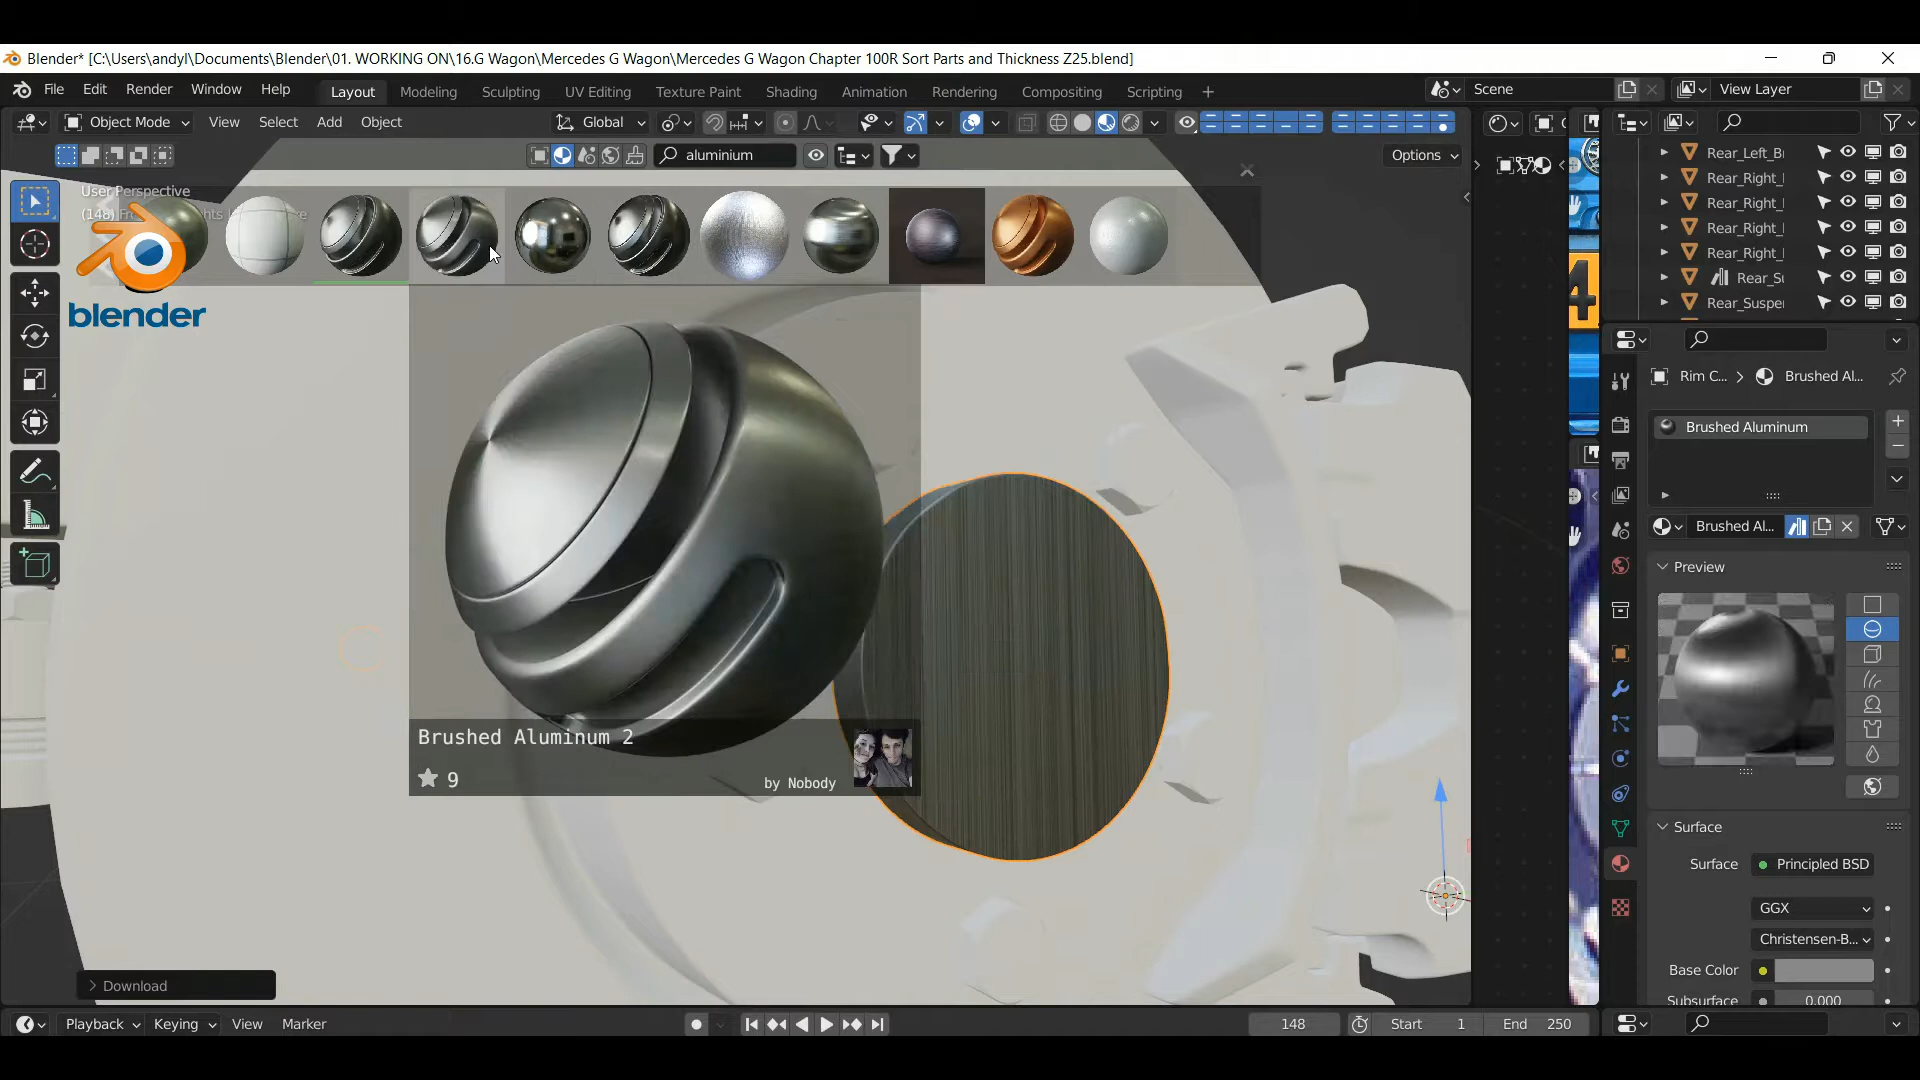 Blender* [C:\Users\andyl\Documents\Blender\01. WORKING ON\16.G Wagon\Mercedes G Wagon\Mercedes G Wagon Chapter 100R Sort Parts and Thickness Z25.blend]
File Edit Render Window Help Layout Modeling Sculpting UV Editing Texture Paint Shading Animation Rendering Compositing Scripting + Scene View Layer
Object Mode View Select Add Object Global
aluminium Options
User Perspective
(148)
blender
Brushed Aluminum 2
9 by Nobody
Download
Playback Keying View Marker 148 Start 1 End 250
Rear_Left_B
Rear_Right_
Rear_Right_
Rear_Right_
Rear_Right_
Rear_S
Rear_Suspe
4
Rim C... Brushed Al...
Brushed Aluminum
Brushed Al...
Preview
Surface
Surface Principled BSD
GGX
Christensen-B...
Base Color
Subsurface 0.000